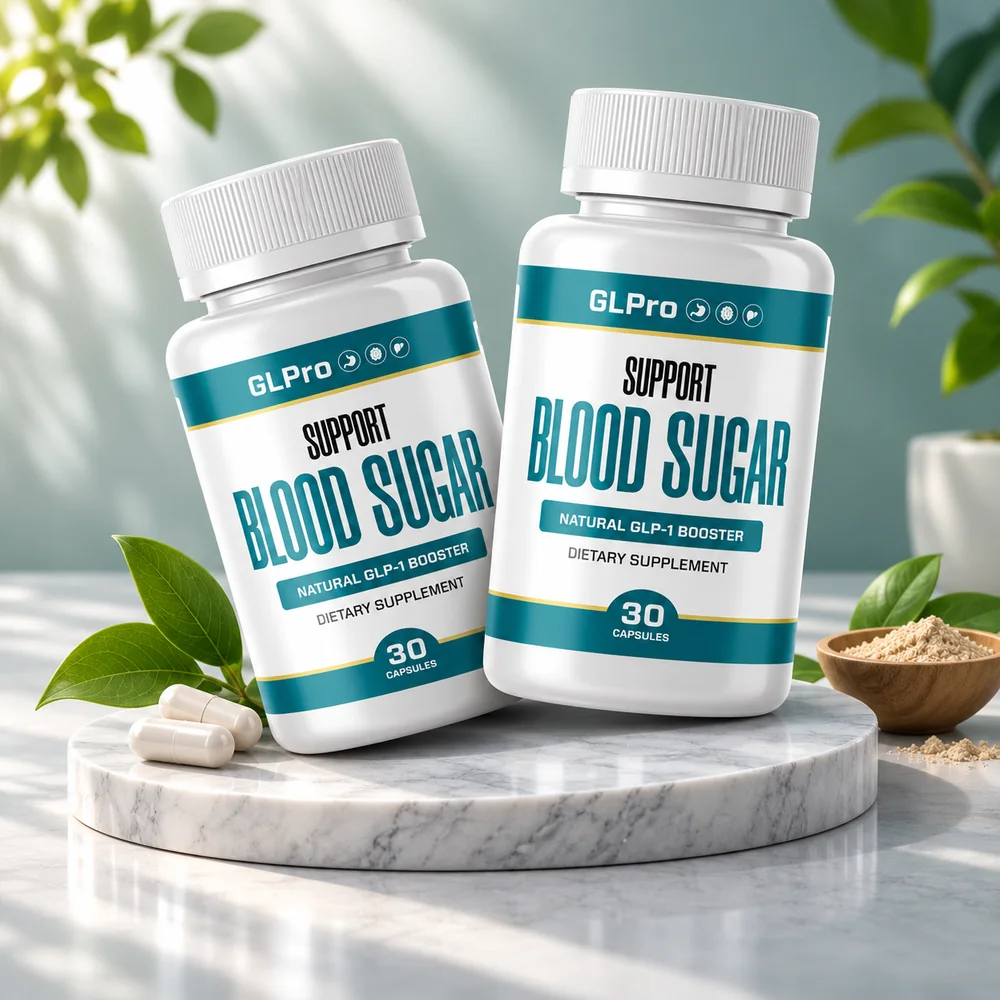 GLPro
SUPPORT
BLOOD SUGAR
NATURAL GLP-1 BOOSTER
DIETARY SUPPLEMENT
30
CAPSULES
GLPro
SUPPORT
BLOOD SUGAR
NATURAL GLP-1 BOOSTER
DIETARY SUPPLEMENT
30
CAPSULES